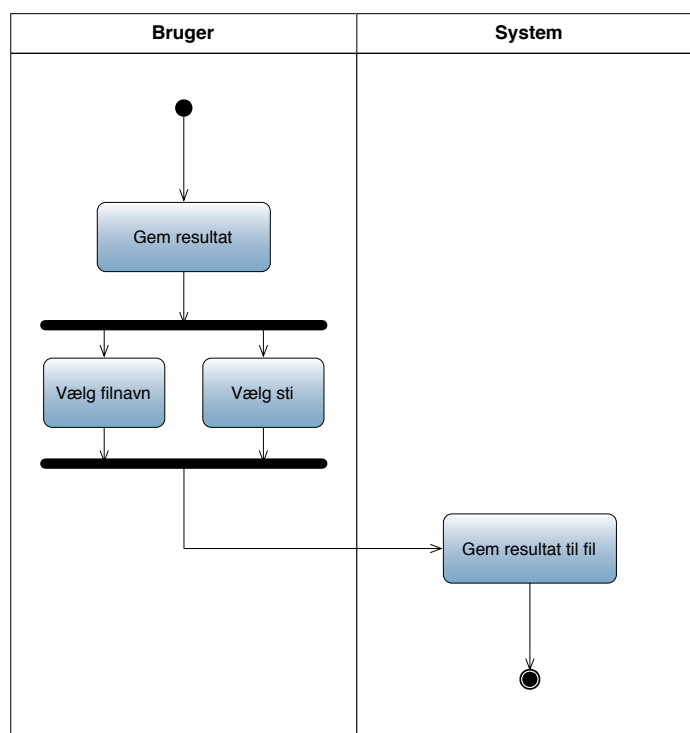 Bruger
System
Gem resultat
Vælg filnavn
Vælg sti
Gem resultat til fil